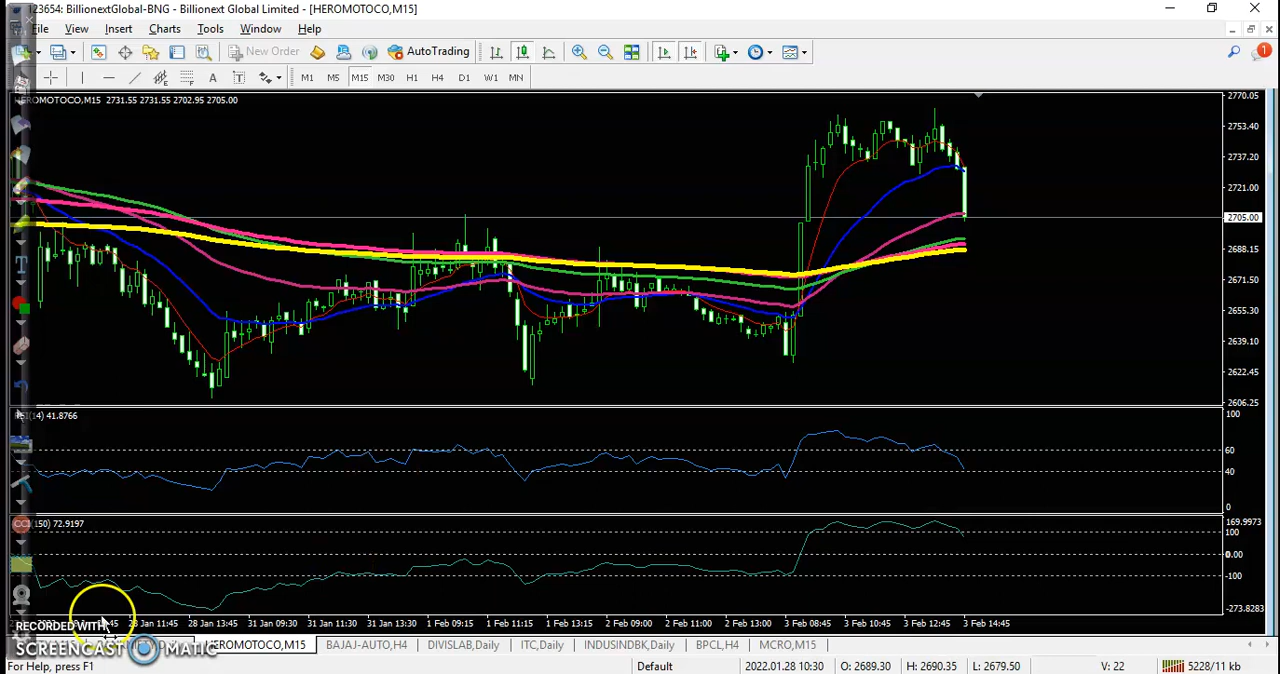 123654: BillionextGlobal-BNG - Billionext Global Limited - [HEROMOTOCO,M15]
File View Insert Charts Tools Window Help
New Order AutoTrading 1
A T M1 M5 M15 M30 H1 H4 D1 W1 MN
HEROMOTOCO,M15 2731.55 2731.55 2702.95 2705.00
2770.05
2753.40
2737.20
2721.00
2705.00
2688.15
2671.50
2655.30
2639.10
2622.45
2606.25
RSI(14) 41.8766
100
60
40
0
CCI(150) 72.9197
169.9973
100
0.00
-100
-273.8283
28 Jan 11:45 31 Jan 09:30 31 Jan 11:30 31 Jan 13:30 1 Feb 09:15 1 Feb 11:15 1 Feb 13:15 2 Feb 09:00 2 Feb 11:00 2 Feb 13:00 3 Feb 08:45 3 Feb 10:45 3 Feb 12:45 3 Feb 14:45
RECORDED WITH
SCREENCAST MATIC
HEROMOTOCO,M15 BAJAJ-AUTO,H4 DIVISLAB,Daily ITC,Daily INDUSINDBK,Daily BPCL,H4 MCRO,M15
For Help, press F1 Default 2022.01.28 10:30 O: 2689.30 H: 2690.35 L: 2679.50 V: 22 5228/11 kb